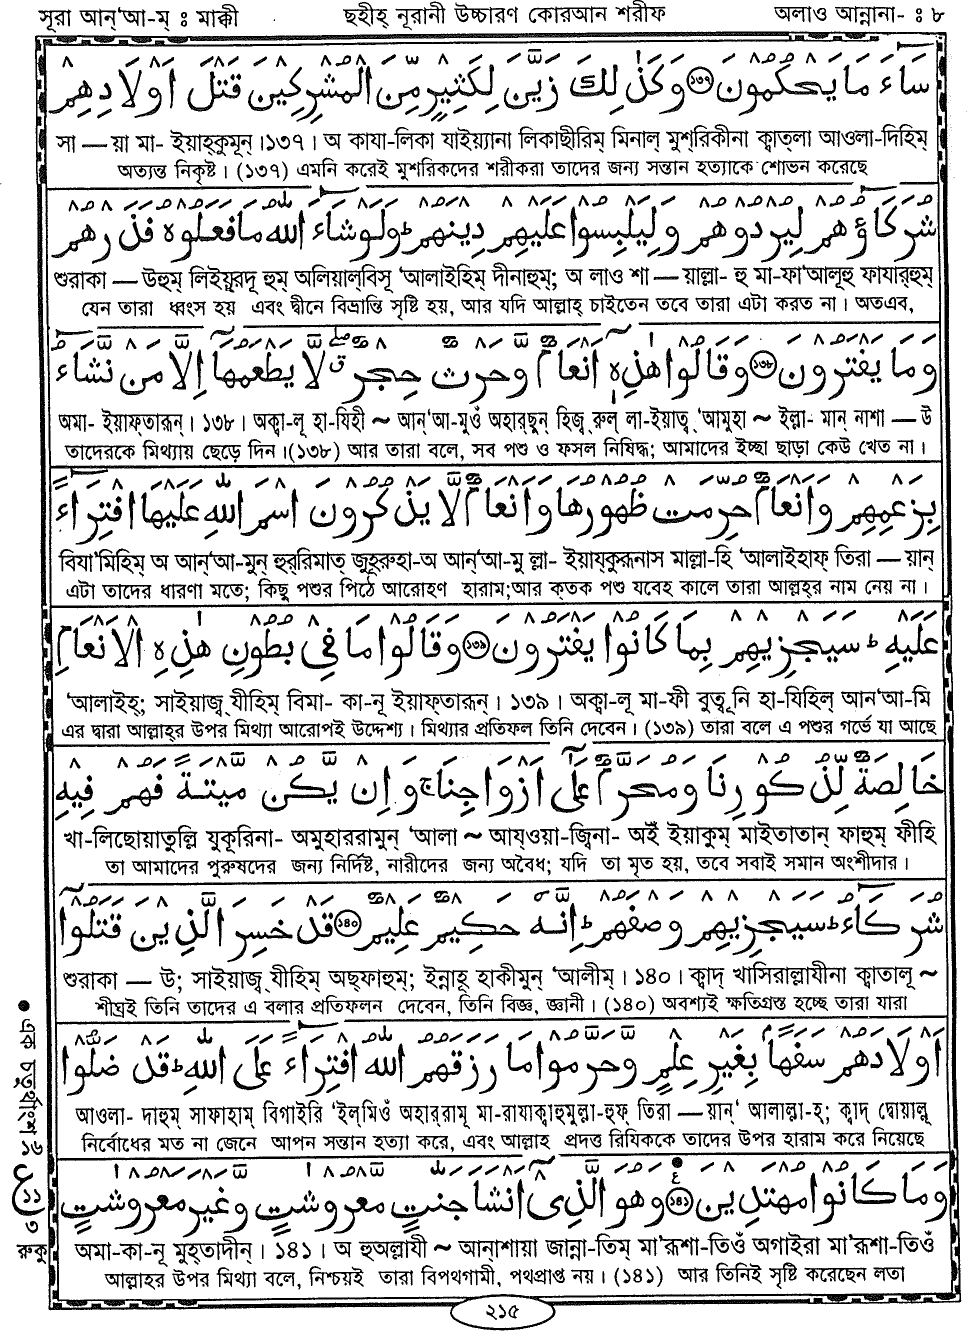 সূরা আন্'আ-ম্ ঃ মাক্কী
ছহীহ্ নূরানী উচ্চারণ কোরআন শরীফ
অলাও আন্নানা- ঃ ৮
سَاءَ مَا يَحْكُمُونَ ۝١٣٧ وَكَذٰلِكَ زَيَّنَ لِكَثِيرٍ مِّنَ الْمُشْرِكِينَ قَتْلَ أَوْلَادِهِمْ
সা — য়া মা- ইয়াহ্কুমূন্।১৩৭। অ কাযা-লিকা যাইয়্যানা লিকাছীরিম্ মিনাল্ মুশ্‌রিকীনা ক্বাত্লা আওলা-দিহিম্
অত্যন্ত নিকৃষ্ট। (১৩৭) এমনি করেই মুশরিকদের শরীকরা তাদের জন্য সন্তান হত্যাকে শোভন করেছে
شُرَكَاؤُهُمْ لِيُرْدُوهُمْ وَلِيَلْبِسُوا عَلَيْهِمْ دِينَهُمْ ۖ وَلَوْ شَاءَ اللَّهُ مَا فَعَلُوهُ فَذَرْهُمْ
শুরাকা — উহুম্ লিইয়ুরদূ হুম্ অলিয়াল্‌বিসূ 'আলাইহিম্ দীনাহুম্; অ লাও শা — য়াল্লা- হু মা-ফা'আলূহু ফাযার্‌হুম্
যেন তারা ধ্বংস হয় এবং দ্বীনে বিভ্রান্তি সৃষ্টি হয়, আর যদি আল্লাহ্ চাইতেন তবে তারা এটা করত না। অতএব,
وَمَا يَفْتَرُونَ ۝١٣٨ وَقَالُوا هٰذِهِ أَنْعَامٌ وَحَرْثٌ حِجْرٌ لَّا يَطْعَمُهَا إِلَّا مَن نَّشَاءُ
অমা- ইয়াফ্‌তারূন্। ১৩৮। অক্বা-লূ হা-যিহী ~ আন্'আ-মুওঁ অহার্‌ছুন্ হিজ্ রুল্ লা-ইয়াত্ব্ 'আমুহা ~ ইল্লা- মান্ নাশা — উ
তাদেরকে মিথ্যায় ছেড়ে দিন।(১৩৮) আর তারা বলে, সব পশু ও ফসল নিষিদ্ধ; আমাদের ইচ্ছা ছাড়া কেউ খেত না।
بِزَعْمِهِمْ وَأَنْعَامٌ حُرِّمَتْ ظُهُورُهَا وَأَنْعَامٌ لَّا يَذْكُرُونَ اسْمَ اللَّهِ عَلَيْهَا افْتِرَاءً
বিযা'মিহিম্ অ আন্'আ-মুন্ হুর্‌রিমাত্ জুহূরুহা-অ আন্'আ-মু ল্লা- ইয়ায্‌কুরূনাস মাল্লা-হি 'আলাইহাফ্ তিরা — য়ান্
এটা তাদের ধারণা মতে; কিছু পশুর পিঠে আরোহণ হারাম;আর কতক পশু যবেহ কালে তারা আল্লাহ্‌র নাম নেয় না।
عَلَيْهِ ۚ سَيَجْزِيهِمْ بِمَا كَانُوا يَفْتَرُونَ ۝١٣٩ وَقَالُوا مَا فِي بُطُونِ هٰذِهِ الْأَنْعَامِ
'আলাইহ্; সাইয়াজ্ব যীহিম্ বিমা- কা-নূ ইয়াফ্‌তারূন্। ১৩৯। অক্বা-লূ মা-ফী বুত্বূনি হা-যিহিল্ আন'আ-মি
এর দ্বারা আল্লাহ্‌র উপর মিথ্যা আরোপই উদ্দেশ্য। মিথ্যার প্রতিফল তিনি দেবেন। (১৩৯) তারা বলে এ পশুর গর্ভে যা আছে
خَالِصَةٌ لِّذُكُورِنَا وَمُحَرَّمٌ عَلَىٰ أَزْوَاجِنَا ۚ وَإِن يَكُن مَّيْتَةً فَهُمْ فِيهِ
খা-লিছোয়াতুল্লি যুকূরিনা- অমুহাররামুন্ 'আলা ~ আয্‌ওয়া-জ্বিনা- অইঁ ইয়াকুম্ মাইতাতান্ ফাহুম্ ফীহি
তা আমাদের পুরুষদের জন্য নির্দিষ্ট, নারীদের জন্য অবৈধ; যদি তা মৃত হয়, তবে সবাই সমান অংশীদার।
شُرَكَاءُ ۚ سَيَجْزِيهِمْ وَصْفَهُمْ ۚ إِنَّهُ حَكِيمٌ عَلِيمٌ ۝١٤٠ قَدْ خَسِرَ الَّذِينَ قَتَلُوا
শুরাকা — উ; সাইয়াজ্ব যীহিম্ অছ্‌ফাহুম্; ইন্নাহূ হাকীমুন্ 'আলীম্। ১৪০। ক্বাদ্ খাসিরাল্লাযীনা ক্বাতালূ ~
শীঘ্রই তিনি তাদের এ বলার প্রতিফলন দেবেন, তিনি বিজ্ঞ, জ্ঞানী। (১৪০) অবশ্যই ক্ষতিগ্রস্ত হচ্ছে তারা যারা
أَوْلَادَهُمْ سَفَهًا بِغَيْرِ عِلْمٍ وَحَرَّمُوا مَا رَزَقَهُمُ اللَّهُ افْتِرَاءً عَلَى اللَّهِ ۚ قَدْ ضَلُّوا
আওলা- দাহুম্ সাফাহাম্ বিগাইরি 'ইল্‌মিওঁ অহার্‌রামূ মা-রাযাক্বাহুমুল্লা-হুফ্ তিরা — য়ান্' আলাল্লা-হ্; ক্বাদ্ দ্বোয়াল্লূ
নির্বোধের মত না জেনে আপন সন্তান হত্যা করে, এবং আল্লাহ্ প্রদত্ত রিযিককে তাদের উপর হারাম করে নিয়েছে
وَمَا كَانُوا مُهْتَدِينَ ۝١٤١ وَهُوَ الَّذِي أَنشَأَ جَنَّاتٍ مَّعْرُوشَاتٍ وَغَيْرَ مَعْرُوشَاتٍ
অমা-কা-নূ মুহ্‌তাদীন্। ১৪১। অ হুঅল্লাযী ~ আন্‌শায়া জান্না-তিম্ মা'রূশা-তিওঁ অগাইরা মা'রূশা-তিওঁ
আল্লাহর উপর মিথ্যা বলে, নিশ্চয়ই তারা বিপথগামী, পথপ্রাপ্ত নয়। (১৪১) আর তিনিই সৃষ্টি করেছেন লতা
এক চতুর্থাংশ ১৬
ع
১১
৩
রুকু
২১৫